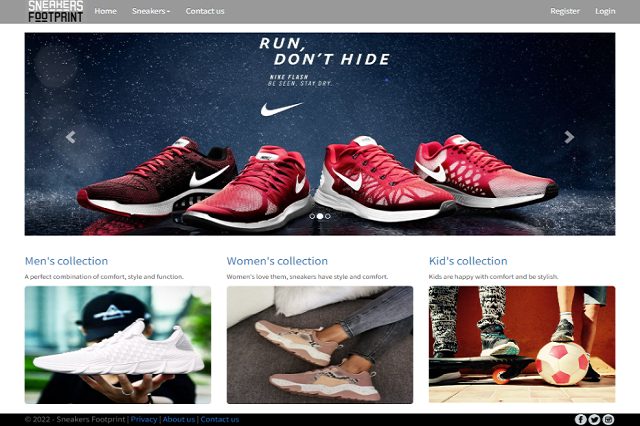 SNEAKERS
FOOTPRINT
Home
Sneakers
Contact us
Register
Login
RUN,
DON'T HIDE
NIKE FLASH
BE SEEN. STAY DRY.
Men's collection
Women's collection
Kid's collection
A perfect combination of comfort, style and function.
Women's love them, sneakers have style and comfort.
Kids are happy with comfort and be stylish.
© 2022 - Sneakers Footprint | Privacy | About us | Contact us